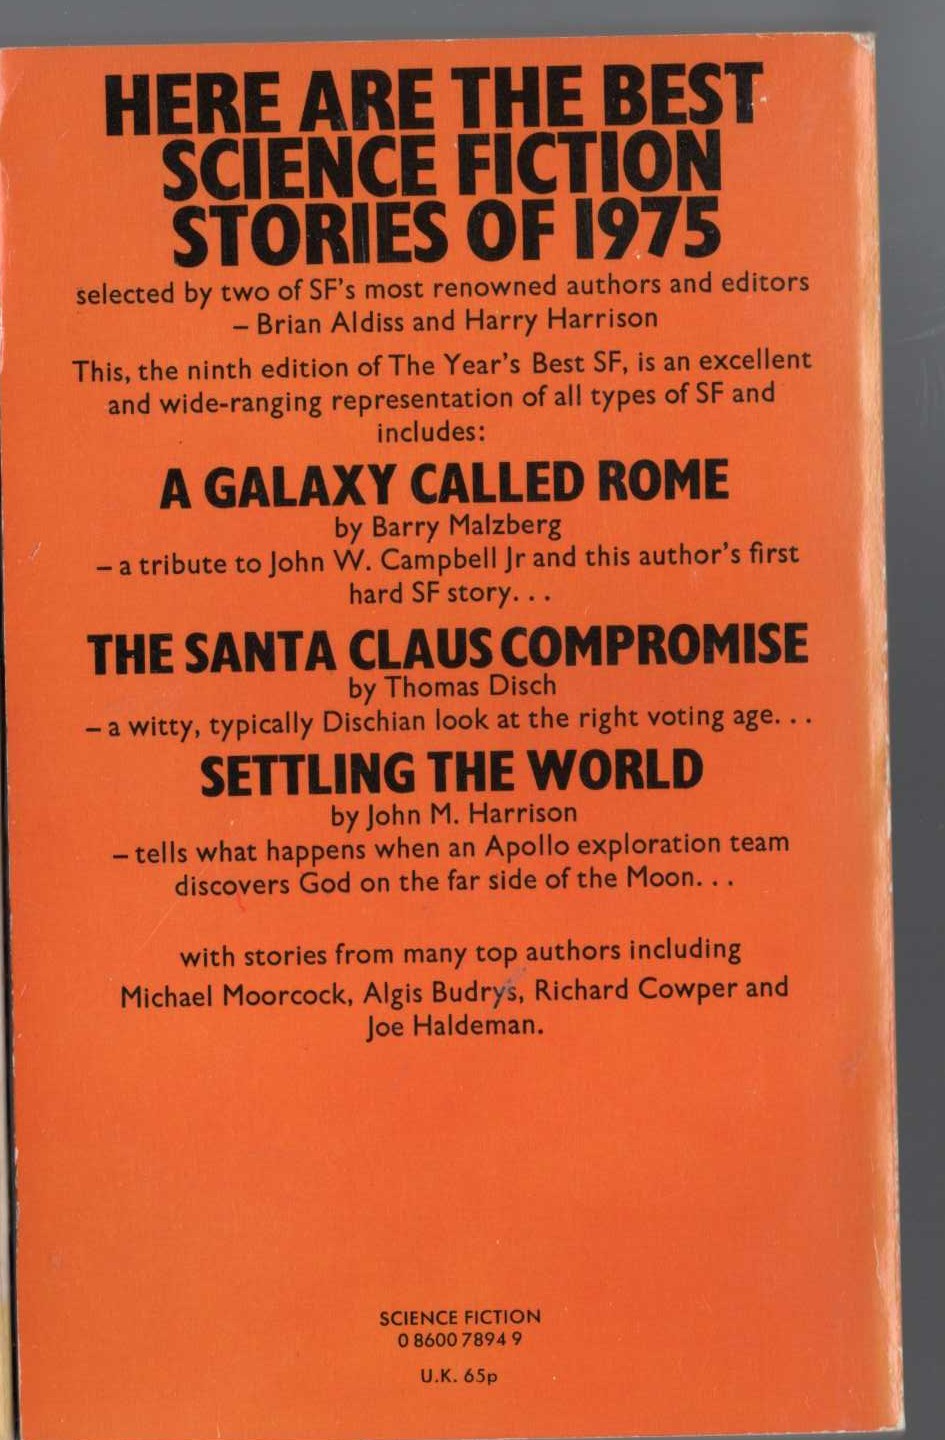 HERE ARE THE BEST
SCIENCE FICTION
STORIES OF 1975
selected by two of SF's most renowned authors and editors
– Brian Aldiss and Harry Harrison
This, the ninth edition of The Year's Best SF, is an excellent
and wide-ranging representation of all types of SF and
includes:
A GALAXY CALLED ROME
by Barry Malzberg
– a tribute to John W. Campbell Jr and this author's first
hard SF story. . .
THE SANTA CLAUS COMPROMISE
by Thomas Disch
– a witty, typically Dischian look at the right voting age. . .
SETTLING THE WORLD
by John M. Harrison
– tells what happens when an Apollo exploration team
discovers God on the far side of the Moon. . .
with stories from many top authors including
Michael Moorcock, Algis Budrys, Richard Cowper and
Joe Haldeman.
SCIENCE FICTION
0 8600 7894 9
U.K. 65p